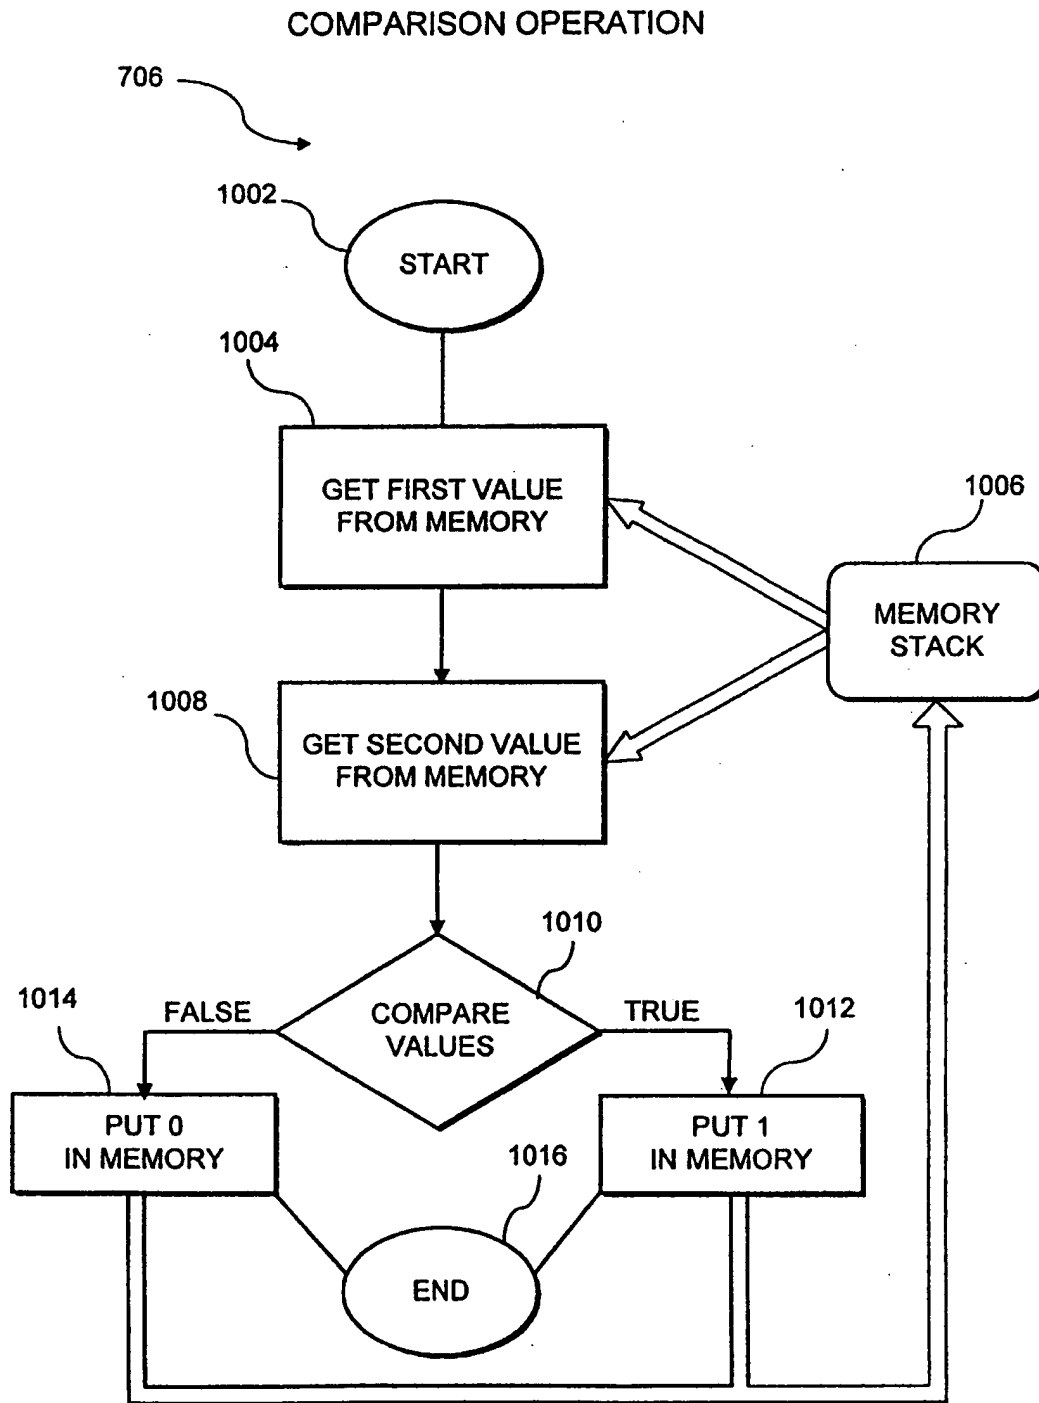 COMPARISON OPERATION
706
1002
START
1004
GET FIRST VALUE
FROM MEMORY
1006
MEMORY
STACK
1008
GET SECOND VALUE
FROM MEMORY
1010
COMPARE
VALUES
FALSE
TRUE
1014
PUT 0
IN MEMORY
1012
PUT 1
IN MEMORY
1016
END